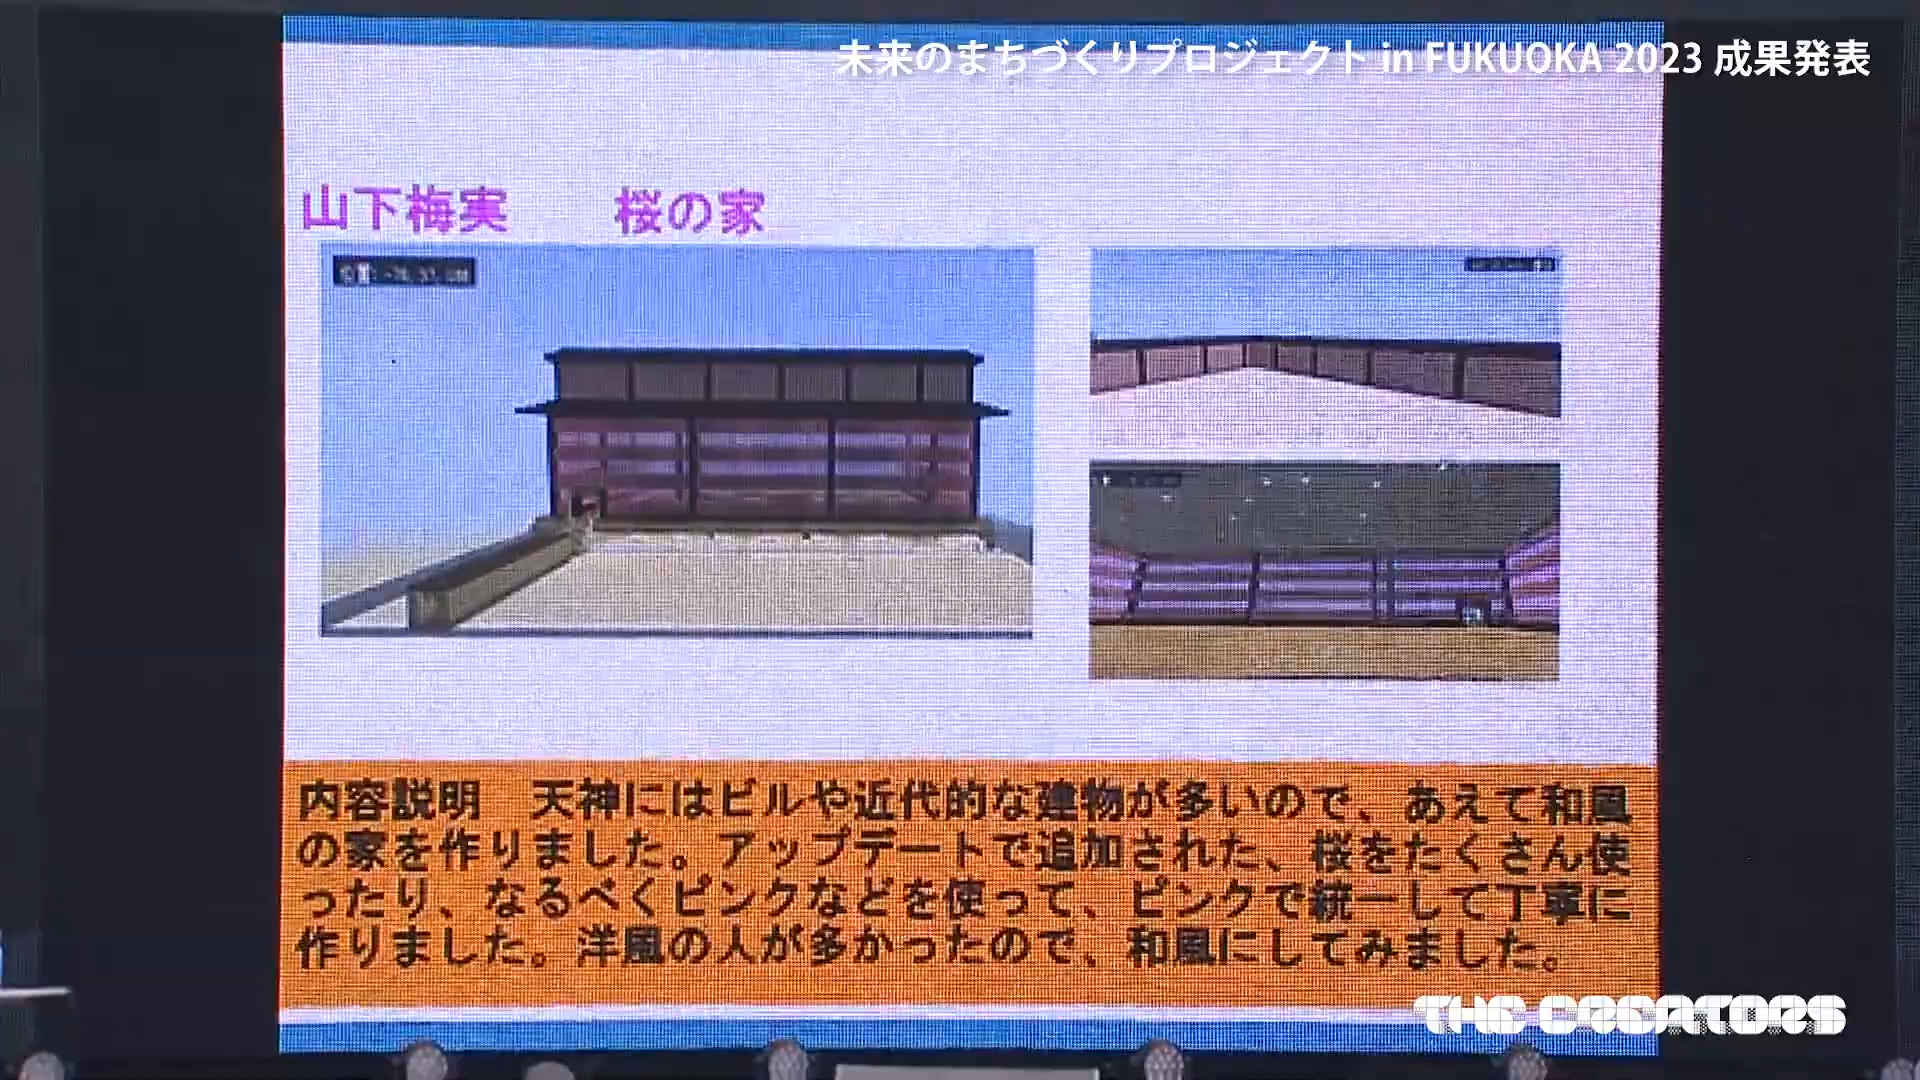 未来のまちづくりプロジェクト in FUKUOKA 2023 成果発表
山下梅実　　桜の家
内容説明　天神にはビルや近代的な建物が多いので、あえて和風
の家を作りました。アップデートで追加された、桜をたくさん使
ったり、なるべくピンクなどを使って、ピンクで統一して丁寧に
作りました。洋風の人が多かったので、和風にしてみました。
THE CREATORS